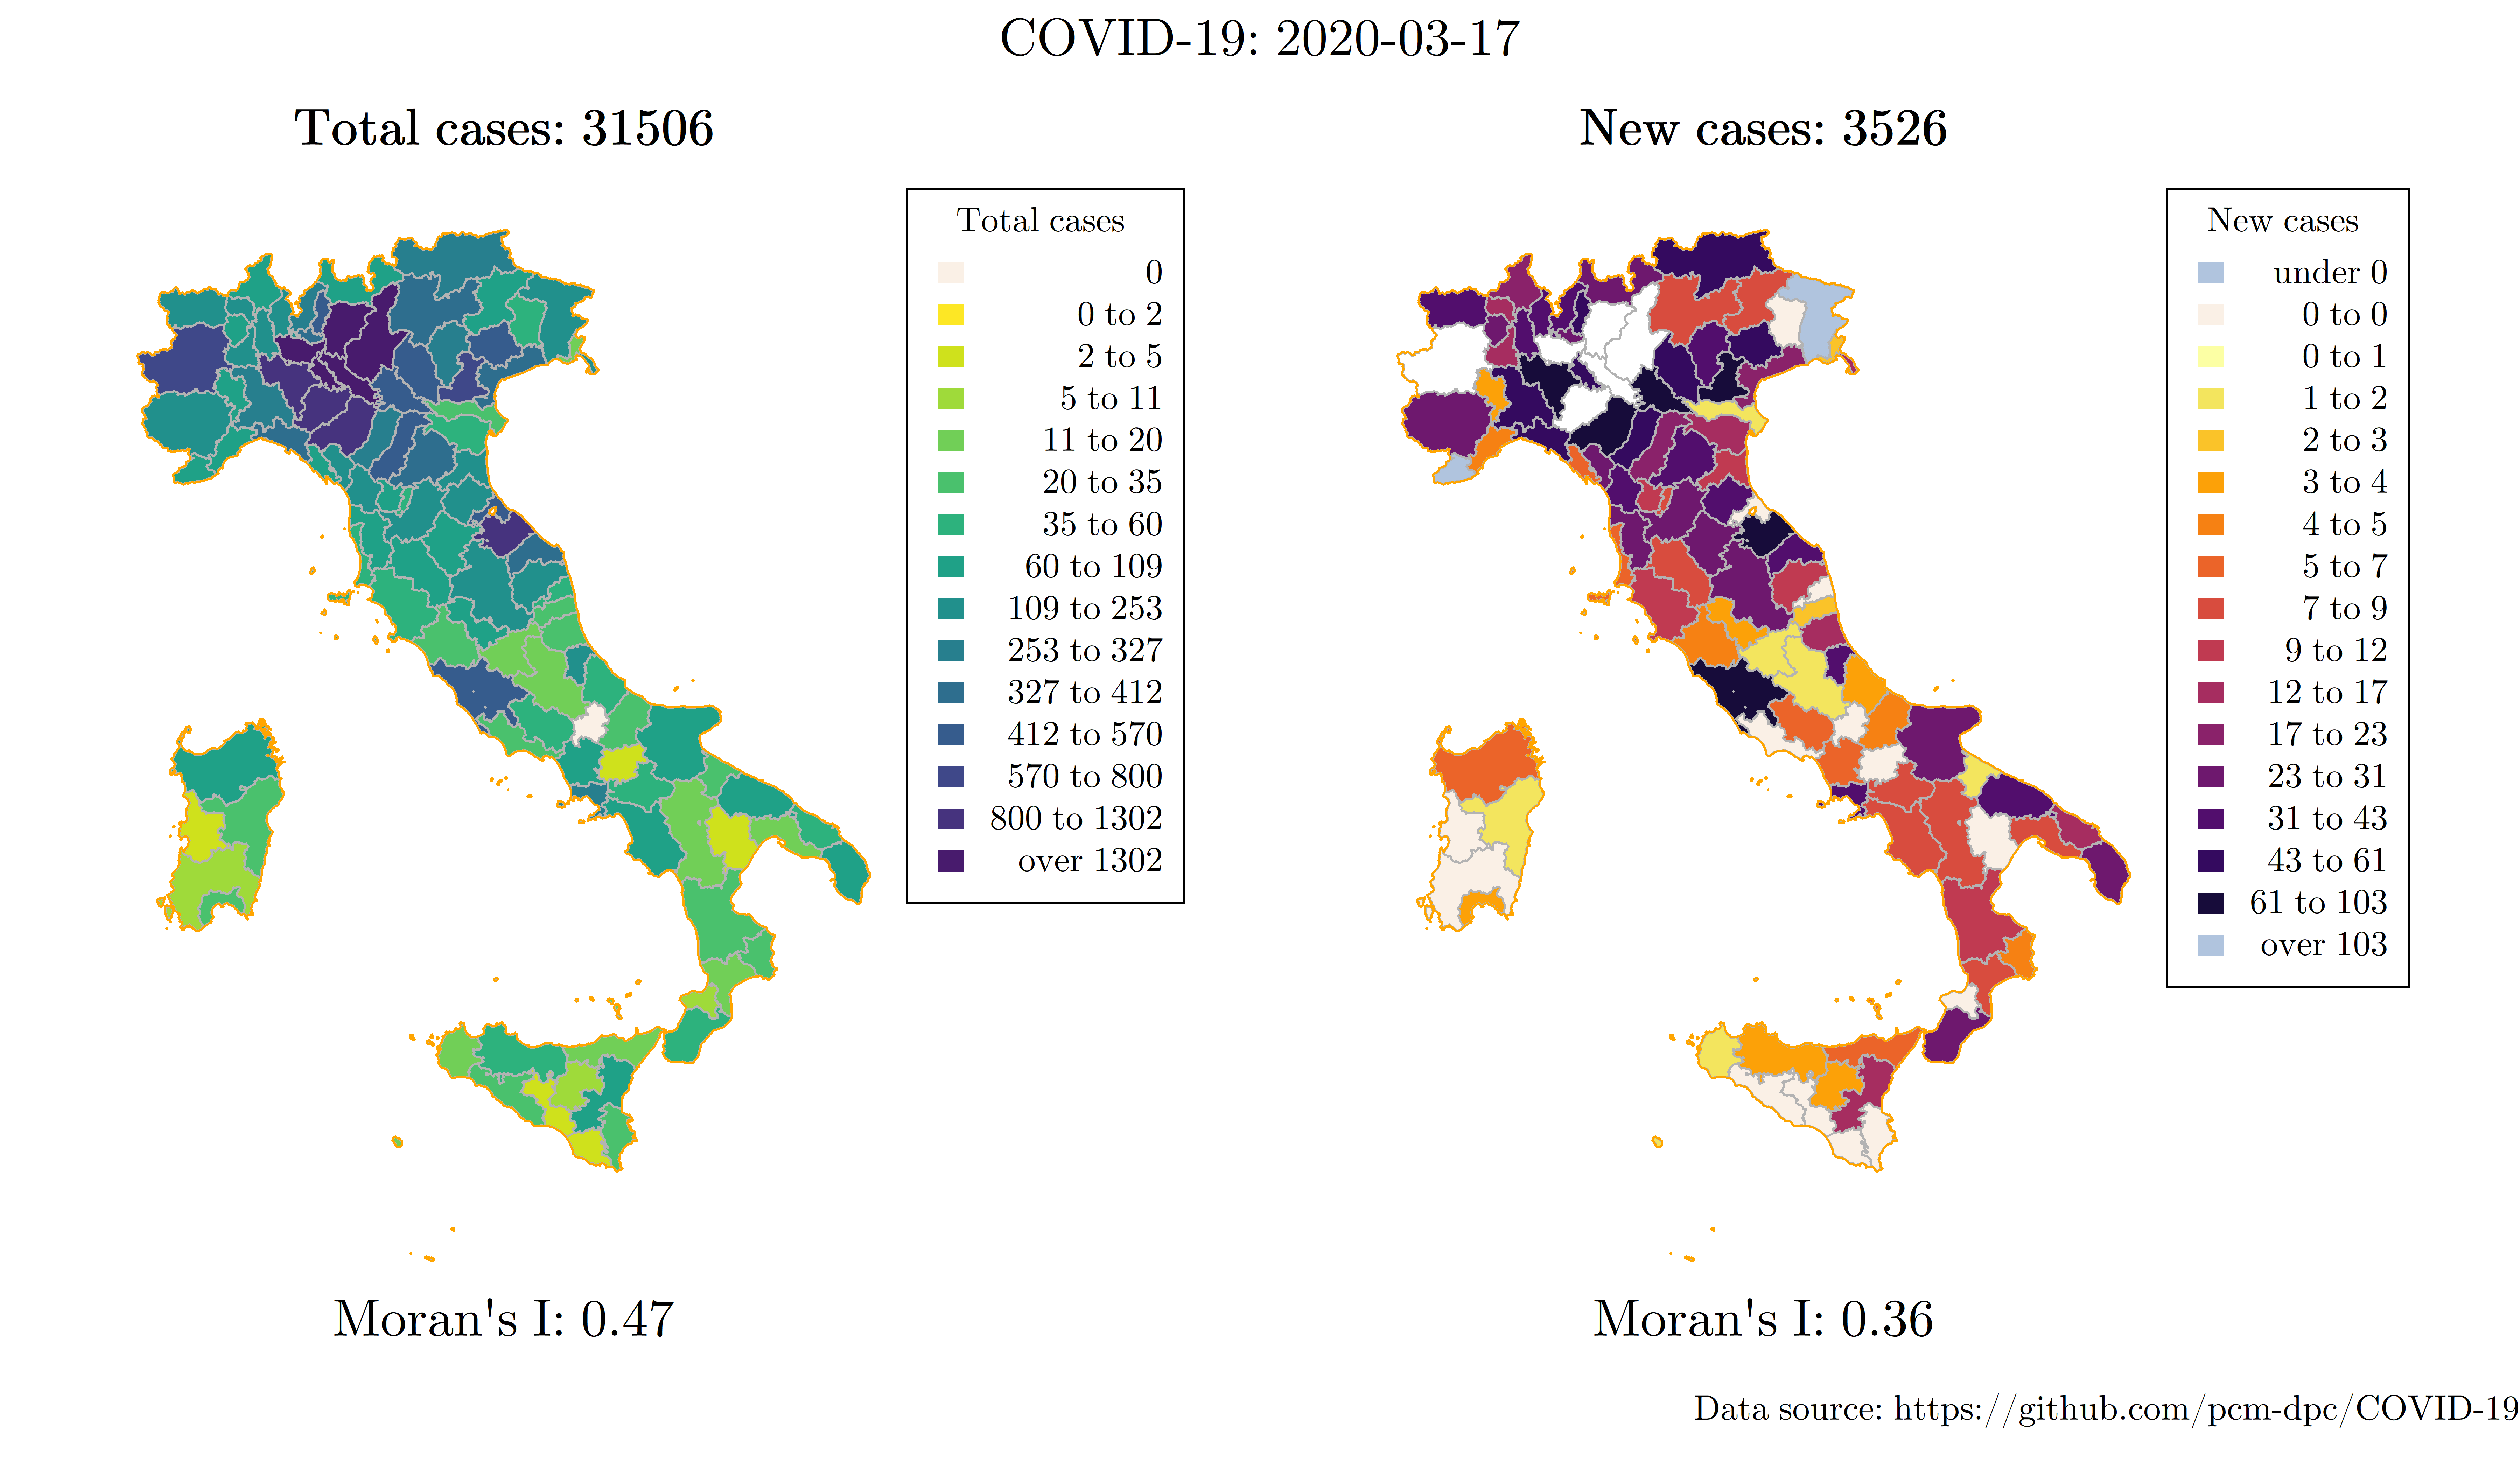 COVID-19: 2020-03-17
Total cases: 31506
Total cases
0
0 to 2
2 to 5
5 to 11
11 to 20
20 to 35
35 to 60
60 to 109
109 to 253
253 to 327
327 to 412
412 to 570
570 to 800
800 to 1302
over 1302
Moran's I: 0.47
New cases: 3526
New cases
under 0
0 to 0
0 to 1
1 to 2
2 to 3
3 to 4
4 to 5
5 to 7
7 to 9
9 to 12
12 to 17
17 to 23
23 to 31
31 to 43
43 to 61
61 to 103
over 103
Moran's I: 0.36
Data source: https://github.com/pcm-dpc/COVID-19